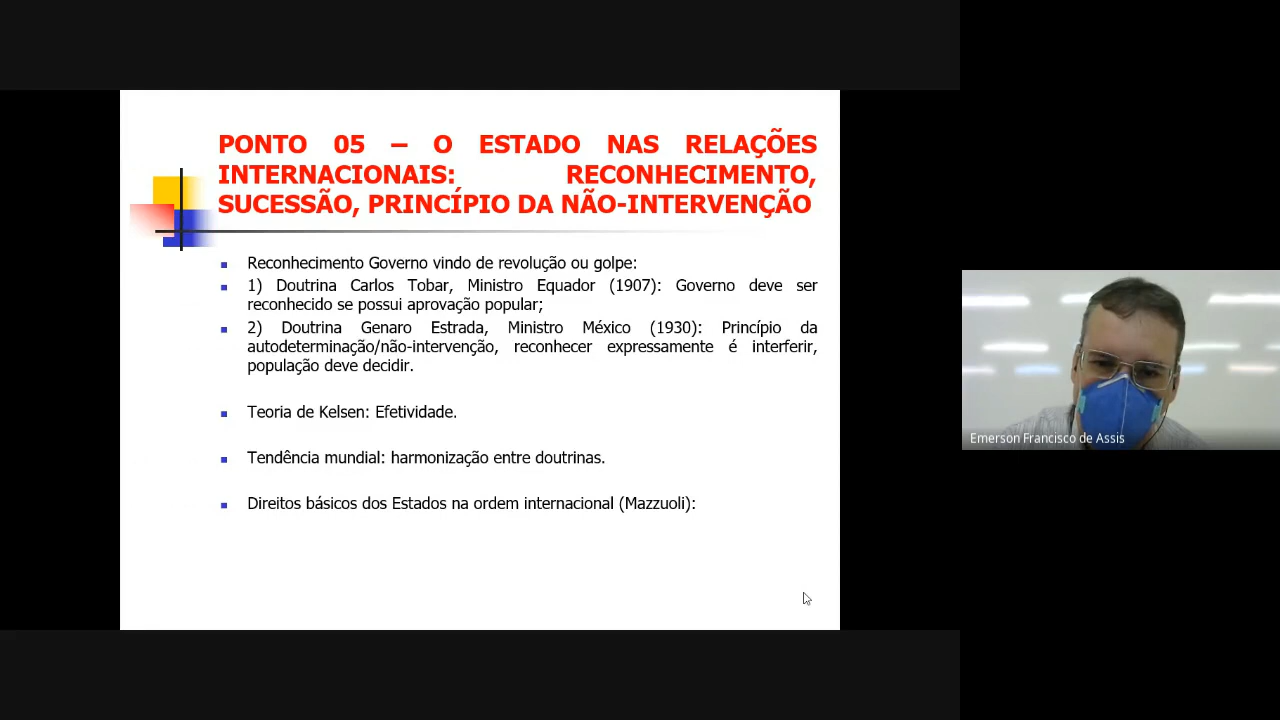 PONTO 05 – O ESTADO NAS RELAÇÕES
INTERNACIONAIS: RECONHECIMENTO,
SUCESSÃO, PRINCÍPIO DA NÃO-INTERVENÇÃO
Reconhecimento Governo vindo de revolução ou golpe:
1) Doutrina Carlos Tobar, Ministro Equador (1907): Governo deve ser
reconhecido se possui aprovação popular;
2) Doutrina Genaro Estrada, Ministro México (1930): Princípio da
autodeterminação/não-intervenção, reconhecer expressamente é interferir,
população deve decidir.
Teoria de Kelsen: Efetividade.
Tendência mundial: harmonização entre doutrinas.
Direitos básicos dos Estados na ordem internacional (Mazzuoli):
Emerson Francisco de Assis